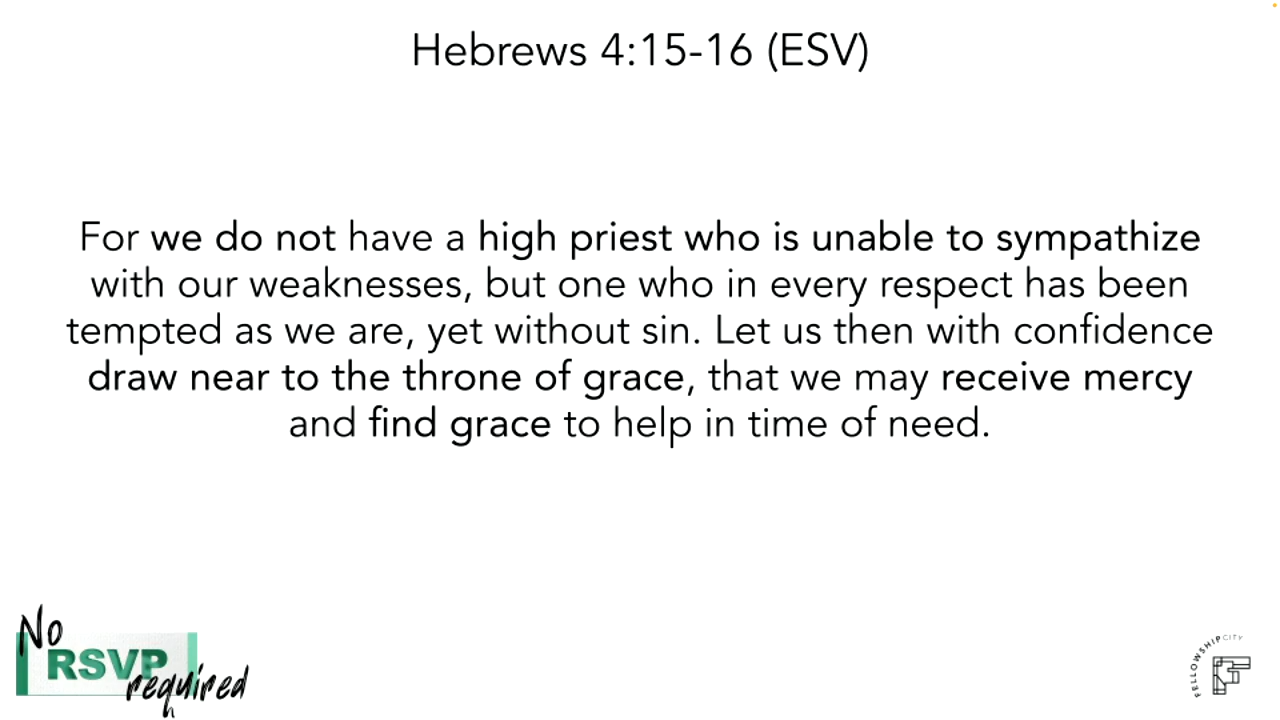 Hebrews 4:15-16 (ESV)
For we do not have a high priest who is unable to sympathize
with our weaknesses, but one who in every respect has been
tempted as we are, yet without sin. Let us then with confidence
draw near to the throne of grace, that we may receive mercy
and find grace to help in time of need.
No
RSVP
required
FELLOWSHIPCITY